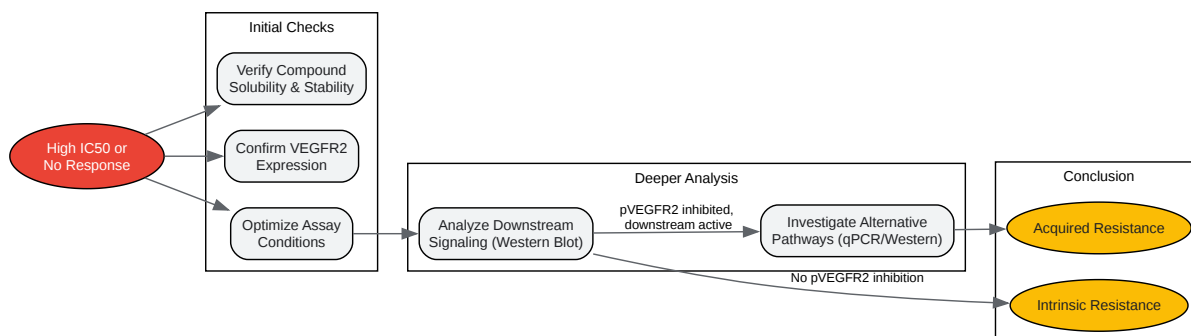 Initial Checks
Verify Compound
Solubility & Stability
High IC50 or
No Response
Confirm VEGFR2
Expression
Optimize Assay
Conditions
Deeper Analysis
Analyze Downstream
Signaling (Western Blot)
pVEGFR2 inhibited,
downstream active
Investigate Alternative
Pathways (qPCR/Western)
No pVEGFR2 inhibition
Conclusion
Acquired Resistance
Intrinsic Resistance